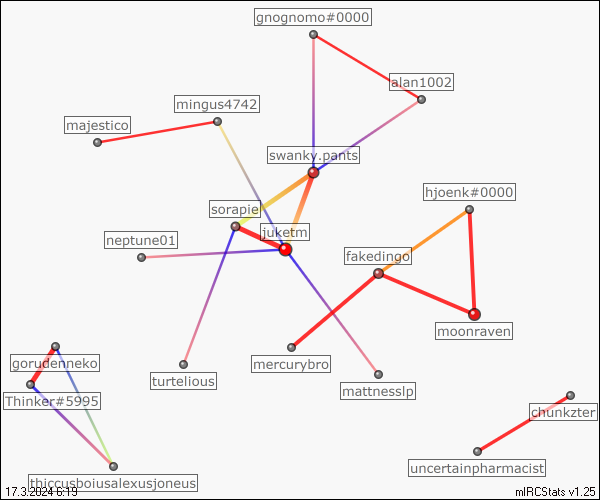 gnognomo#0000
alan1002
mingus4742
majestico
swanky.pants
hjoenk#0000
sorapiel
juketm
neptune01
fakedingo
moonraven
gorudenneko
mercurybro
turtelious
mattnesslp
Thinker#5995
chunkzter
uncertainpharmacist
thiccusboiusalexusjoneus
17.3.2024 6:19
mIRCStats v1.25